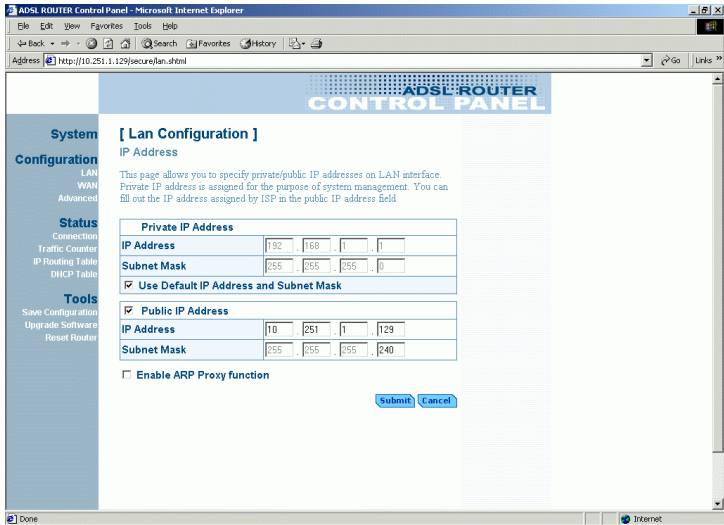 ADSL ROUTER Control Panel - Microsoft Internet Explorer
File Edit View Favorites Tools Help
Back Search Favorites History
Address http://10.251.1.129/secure/lan.shtml Go Links »
ADSL ROUTER
CONTROL PANEL
System
Configuration
LAN
WAN
Advanced
Status
Connection
Traffic Counter
IP Routing Table
DHCP Table
Tools
Save Configuration
Upgrade Software
Reset Router
[ Lan Configuration ]
IP Address
This page allows you to specify private/public IP addresses on LAN interface.
Private IP address is assigned for the purpose of system management. You can
fill out the IP address assigned by ISP in the public IP address field.
Private IP Address
IP Address 192 . 168 . 1 . 1
Subnet Mask 255 . 255 . 255 . 0
Use Default IP Address and Subnet Mask
Public IP Address
IP Address 10 . 251 . 1 . 129
Subnet Mask 255 . 255 . 255 . 240
Enable ARP Proxy function
Submit Cancel
Done Internet